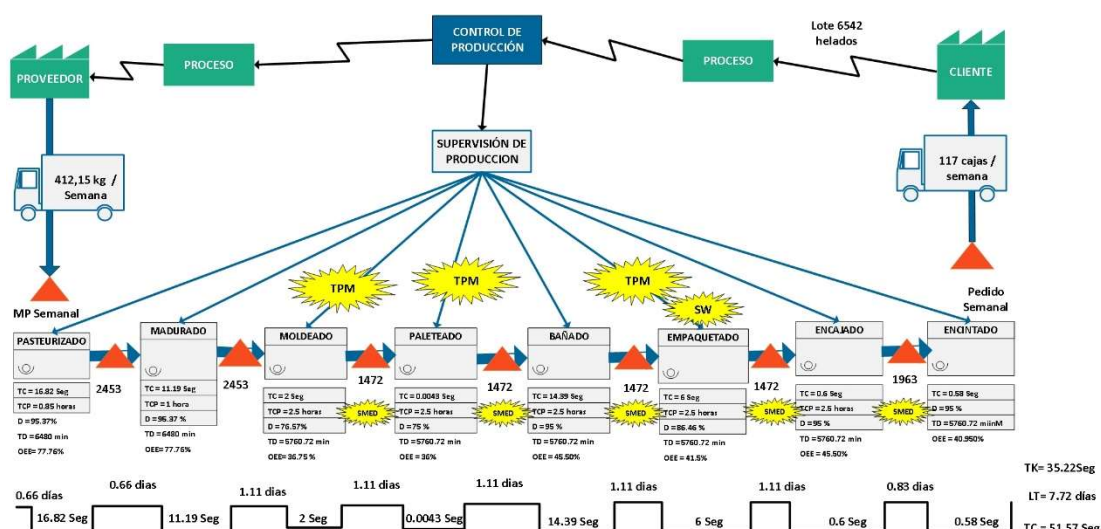 Lote 6542
helados
CONTROL DE
PRODUCCIÓN
PROCESO
PROCESO
PROVEEDOR
CLIENTE
SUPERVISIÓN DE
PRODUCCION
412,15 kg /
Semana
117 cajas /
semana
TPM
TPM
TPM
SW
MP Semanal
Pedido
Semanal
PASTEURIZADO
MADURADO
MOLDEADO
PALETEADO
BAÑADO
EMPAQUETADO
ENCAJADO
ENCINTADO
2453
2453
1472
1472
1472
1472
1963
TC = 16.82 Seg
TCP = 0.85 horas
D = 95.37%
TD = 6480 min
OEE= 77.76%
TC = 11.19 Seg
TCP = 1 hora
D = 95.37 %
TD = 6480 min
OEE= 77.76%
TC = 2 Seg
TCP = 2.5 horas
D = 76.57%
TD = 5760.72 min
OEE = 36.75 %
SMED
TC = 0.0043 Seg
TCP = 2.5 horas
D = 75 %
TD = 5760.72 min
OEE = 36%
SMED
TC = 14.39 Seg
TCP = 2.5 horas
D = 95 %
TD = 5760.72 min
OEE = 45.50%
SMED
TC = 6 Seg
TCP = 2.5 horas
D = 86.46 %
TD = 5760.72 min
OEE = 41.5%
SMED
TC = 0.6 Seg
TCP = 2.5 horas
D = 95 %
TD = 5760.72 min
OEE = 45.50%
SMED
TC = 0.58 Seg
D = 95 %
TD = 5760.72 miinM
OEE = 40.950%
TK= 35.22Seg
LT= 7.72 días
TC = 51.57 Seg
0.66 días
0.66 dias
1.11 dias
1.11 dias
1.11 dias
1.11 dias
1.11 dias
0.83 dias
16.82 Seg
11.19 Seg
2 Seg
0.0043 Seg
14.39 Seg
6 Seg
0.6 Seg
0.58 Seg